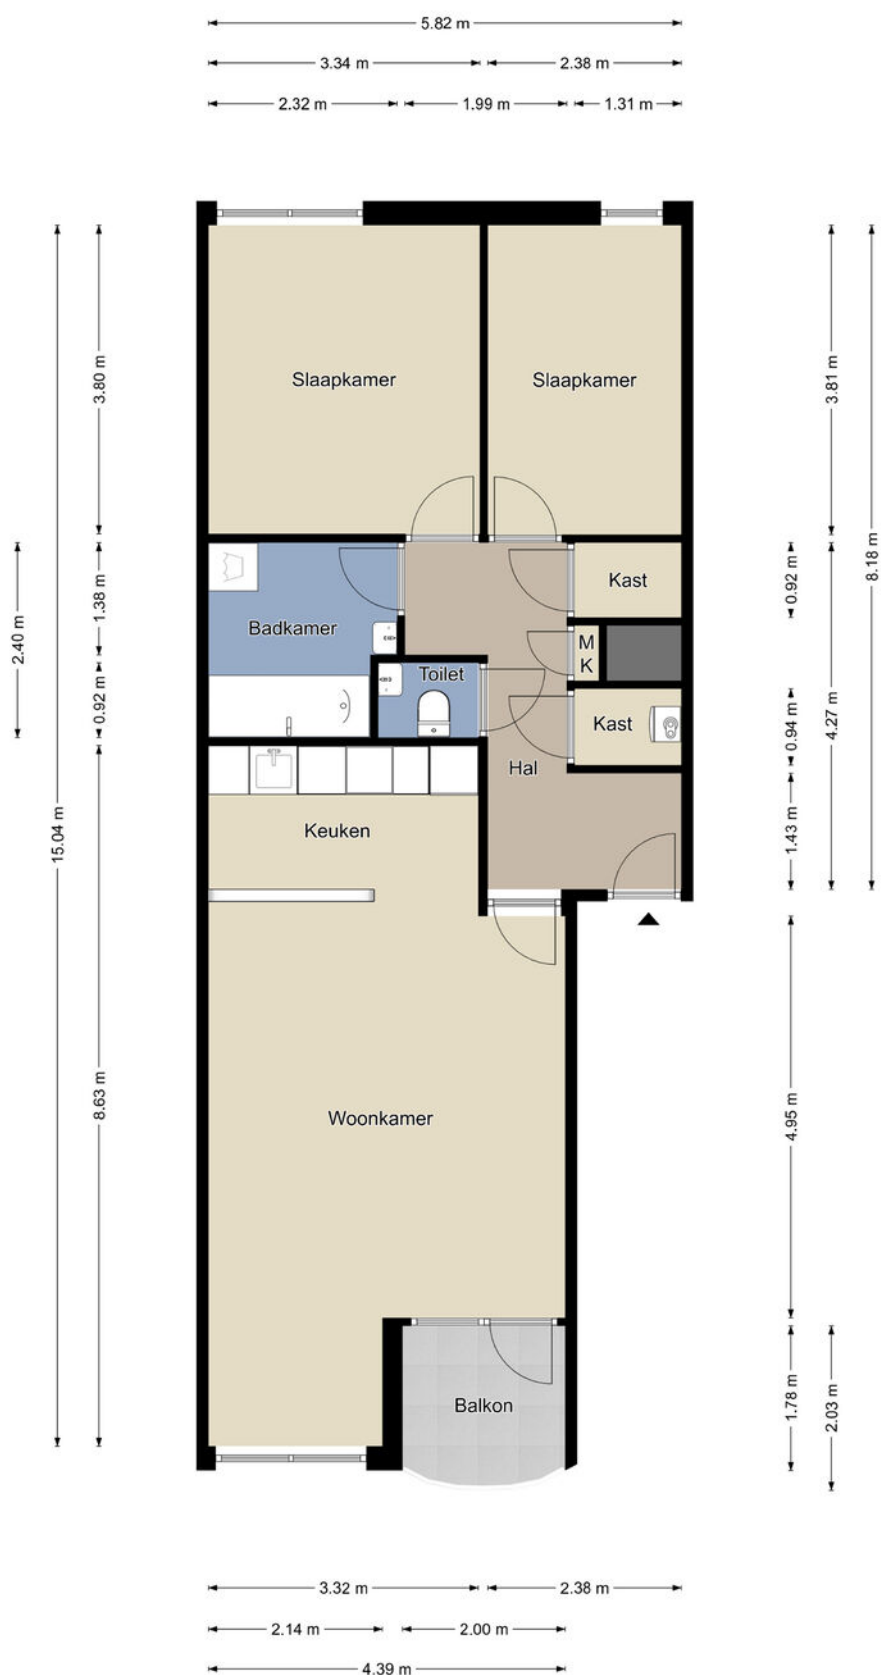 5.82 m
3.34 m
2.38 m
2.32 m
1.99 m
1.31 m
3.80 m
3.81 m
Slaapkamer
Slaapkamer
8.18 m
2.40 m
1.38 m
0.92 m
Kast
Badkamer
M
K
Toilet
0.92 m
Kast
0.94 m
4.27 m
Hal
15.04 m
Keuken
1.43 m
8.63 m
Woonkamer
4.95 m
Balkon
1.78 m
2.03 m
3.32 m
2.38 m
2.14 m
2.00 m
4.39 m